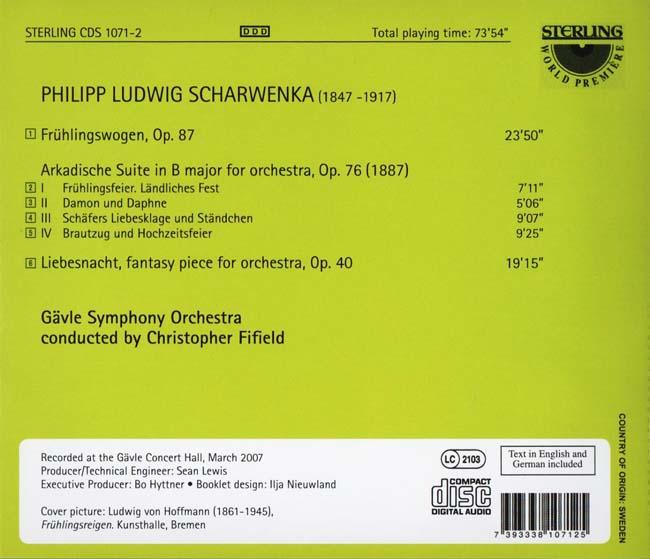 STERLING CDS 1071-2
DDD
Total playing time: 73’54”
STERLING
WORLD PREMIÈRE
PHILIPP LUDWIG SCHARWENKA (1847 -1917)
1 Frühlingswogen, Op. 87 23’50”
Arkadische Suite in B major for orchestra, Op. 76 (1887)
2 I Frühlingsfeier. Ländliches Fest 7’11”
3 II Damon und Daphne 5’06”
4 III Schäfers Liebesklage und Ständchen 9’07”
5 IV Brautzug und Hochzeitsfeier 9’25”
6 Liebesnacht, fantasy piece for orchestra, Op. 40 19’15”
Gävle Symphony Orchestra
conducted by Christopher Fifield
Recorded at the Gävle Concert Hall, March 2007
Producer/Technical Engineer: Sean Lewis
Executive Producer: Bo Hyttner • Booklet design: Ilja Nieuwland
Cover picture: Ludwig von Hoffmann (1861-1945),
Frühlingsreigen. Kunsthalle, Bremen
LC 2103
COMPACT
disc
DIGITAL AUDIO
Text in English and
German included
7 393338 107125
COUNTRY OF ORIGIN: SWEDEN